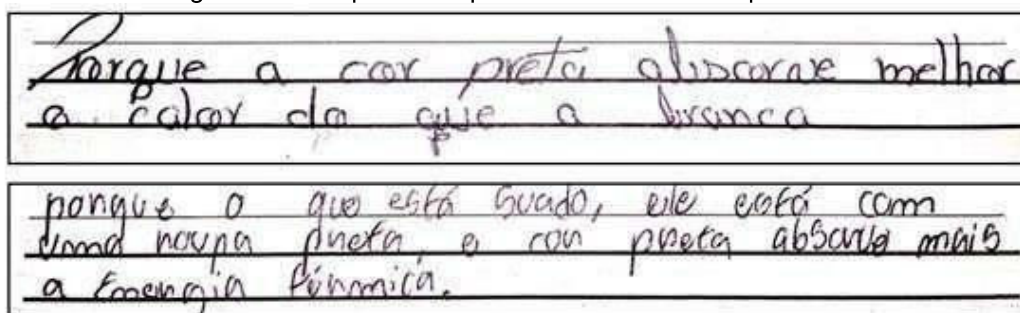 Porque a cor preta abscorve melhor
o calor do que a branca
porque o que está suado, ele está com
uma roupa preta, e cor preta absorve mais
a Energia térmica.